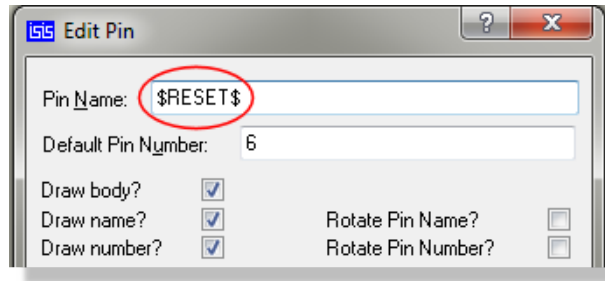 isis Edit Pin ? X
Pin Name: $RESET$
Default Pin Number: 6
Draw body?
Draw name? Rotate Pin Name?
Draw number? Rotate Pin Number?